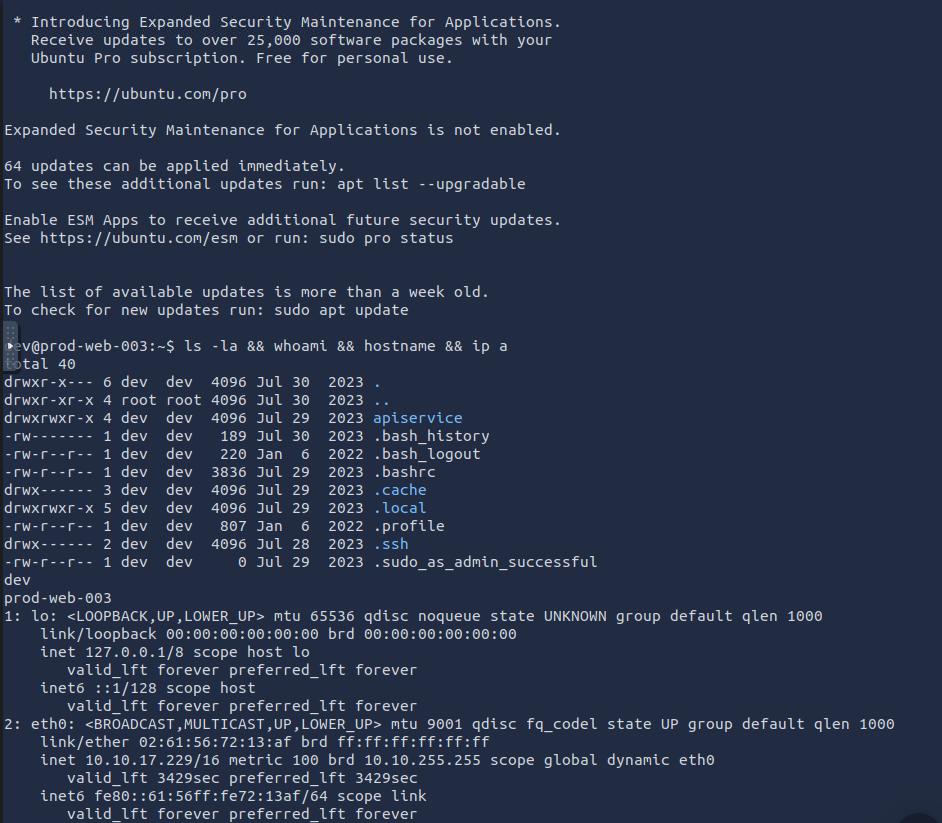 * Introducing Expanded Security Maintenance for Applications.
   Receive updates to over 25,000 software packages with your
   Ubuntu Pro subscription. Free for personal use.

     https://ubuntu.com/pro

Expanded Security Maintenance for Applications is not enabled.

64 updates can be applied immediately.
To see these additional updates run: apt list --upgradable

Enable ESM Apps to receive additional future security updates.
See https://ubuntu.com/esm or run: sudo pro status


The list of available updates is more than a week old.
To check for new updates run: sudo apt update

dev@prod-web-003:~$ ls -la && whoami && hostname && ip a
total 40
drwxr-x--- 6 dev  dev  4096 Jul 30  2023 .
drwxr-xr-x 4 root root 4096 Jul 30  2023 ..
drwxrwxr-x 4 dev  dev  4096 Jul 29  2023 apiservice
-rw------- 1 dev  dev   189 Jul 30  2023 .bash_history
-rw-r--r-- 1 dev  dev   220 Jan  6  2022 .bash_logout
-rw-r--r-- 1 dev  dev  3836 Jul 29  2023 .bashrc
drwx------ 3 dev  dev  4096 Jul 29  2023 .cache
drwxrwxr-x 5 dev  dev  4096 Jul 29  2023 .local
-rw-r--r-- 1 dev  dev   807 Jan  6  2022 .profile
drwx------ 2 dev  dev  4096 Jul 28  2023 .ssh
-rw-r--r-- 1 dev  dev     0 Jul 29  2023 .sudo_as_admin_successful
dev
prod-web-003
1: lo: <LOOPBACK,UP,LOWER_UP> mtu 65536 qdisc noqueue state UNKNOWN group default qlen 1000
    link/loopback 00:00:00:00:00:00 brd 00:00:00:00:00:00
    inet 127.0.0.1/8 scope host lo
       valid_lft forever preferred_lft forever
    inet6 ::1/128 scope host
       valid_lft forever preferred_lft forever
2: eth0: <BROADCAST,MULTICAST,UP,LOWER_UP> mtu 9001 qdisc fq_codel state UP group default qlen 1000
    link/ether 02:61:56:72:13:af brd ff:ff:ff:ff:ff:ff
    inet 10.10.17.229/16 metric 100 brd 10.10.255.255 scope global dynamic eth0
       valid_lft 3429sec preferred_lft 3429sec
    inet6 fe80::61:56ff:fe72:13af/64 scope link
       valid_lft forever preferred_lft forever